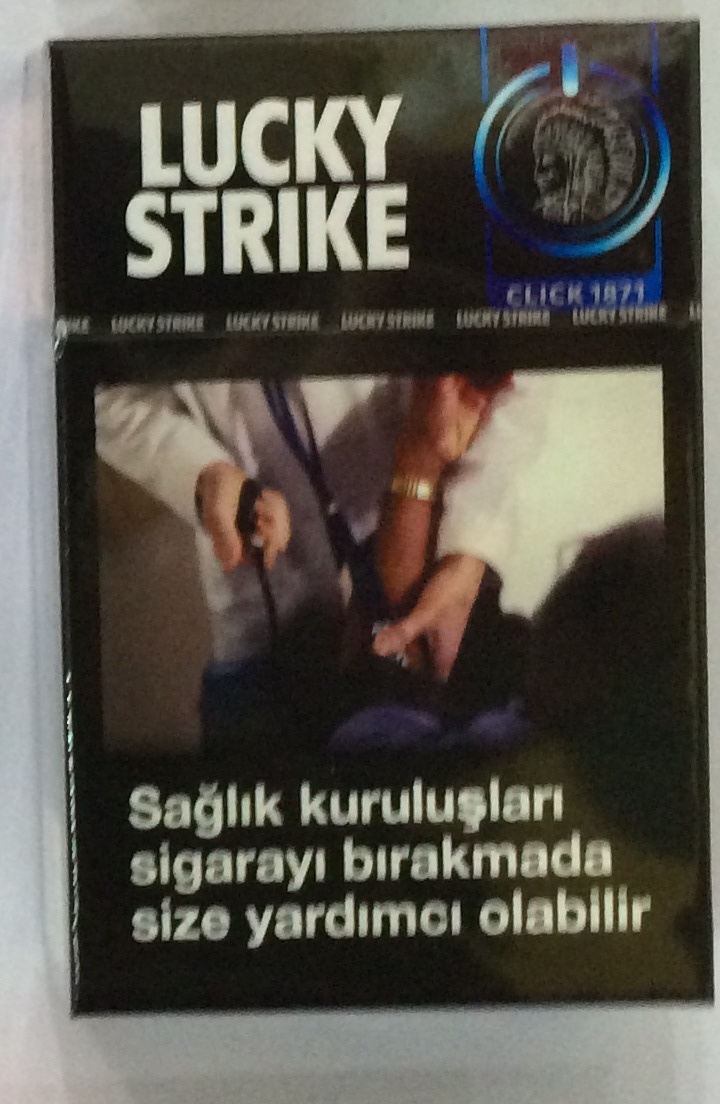 LUCKY
STRIKE
CLICK 1871
LUCKY STRIKE LUCKY STRIKE LUCKY STRIKE LUCKY STRIKE LUCKY STRIKE
Sağlık kuruluşları
sigarayı bırakmada
size yardımcı olabilir